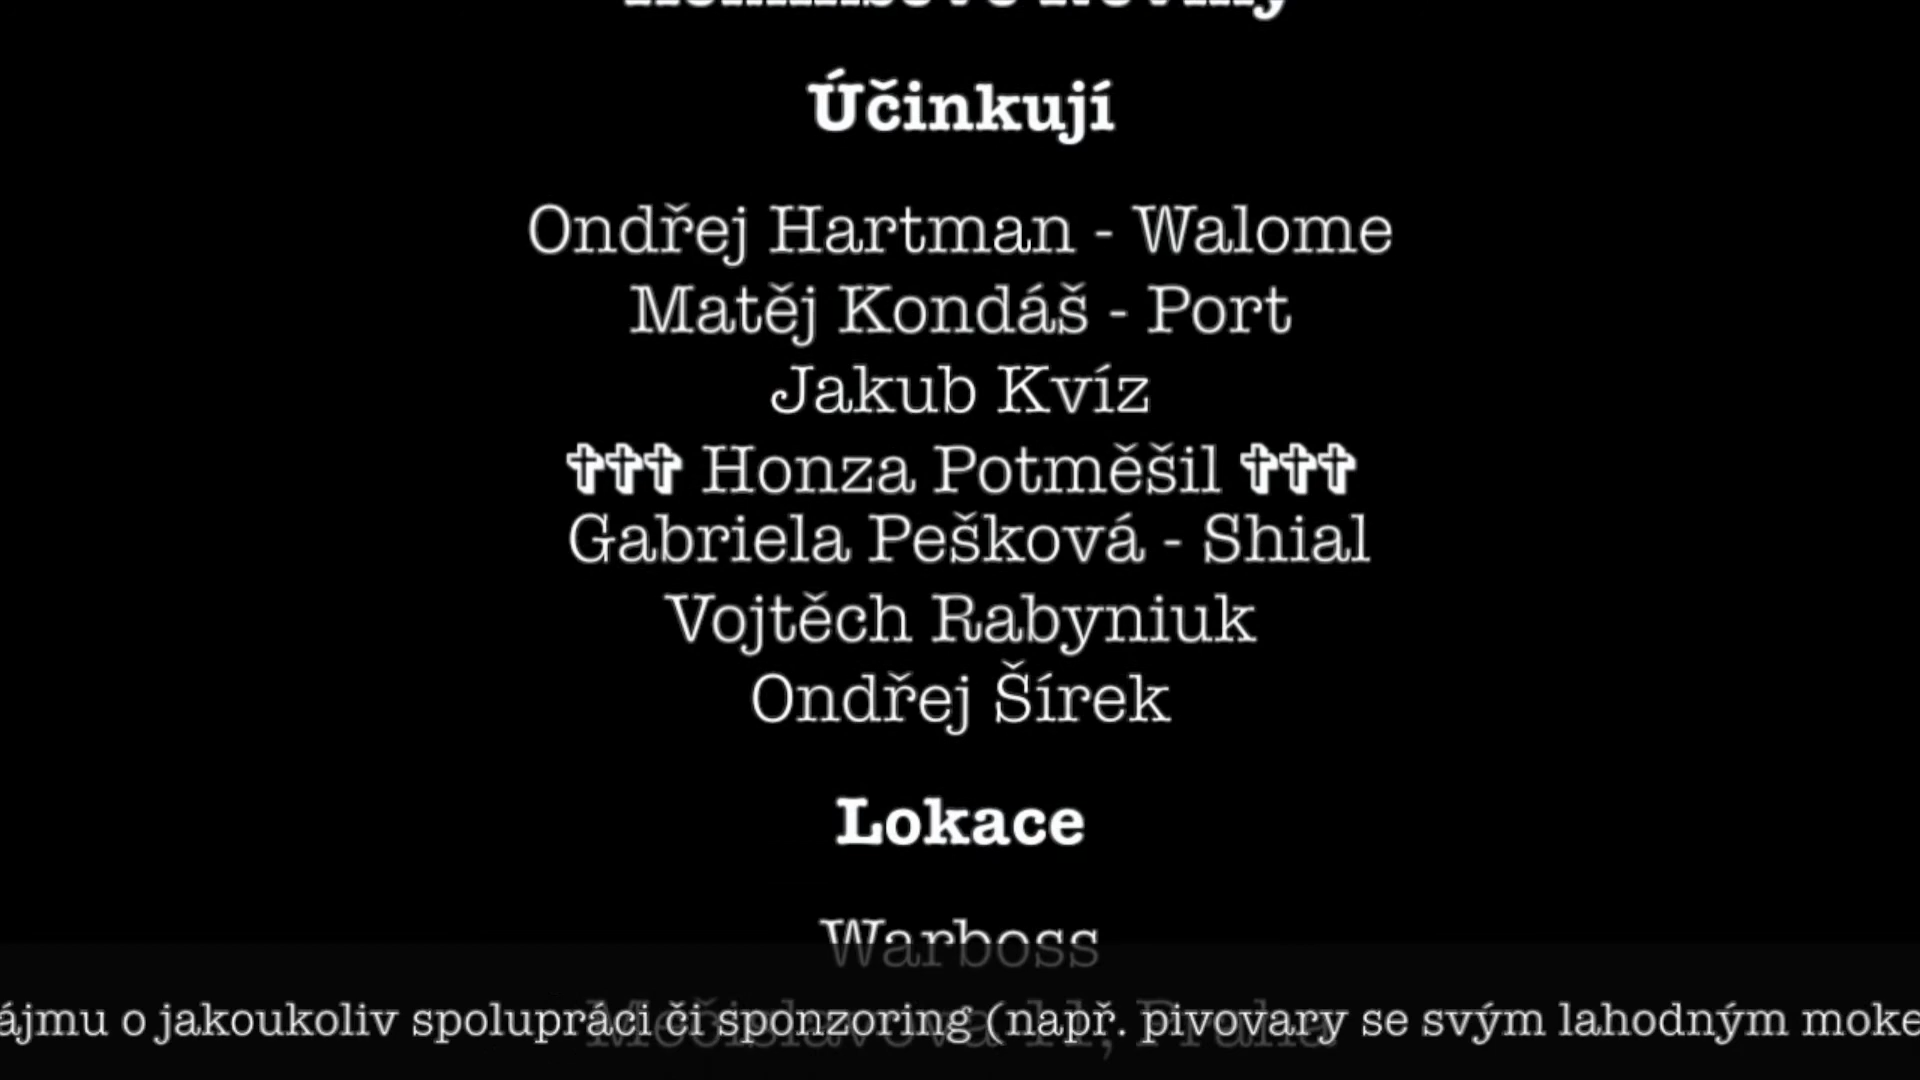 Účinkují
Ondřej Hartman - Walome
Matěj Kondáš - Port
Jakub Kvíz
✞✞✞ Honza Potměšil ✞✞✞
Gabriela Pešková - Shial
Vojtěch Rabyniuk
Ondřej Šírek
Lokace
Warboss
ájmu o jakoukoliv spolupráci či sponzoring (např. pivovary se svým lahodným moke